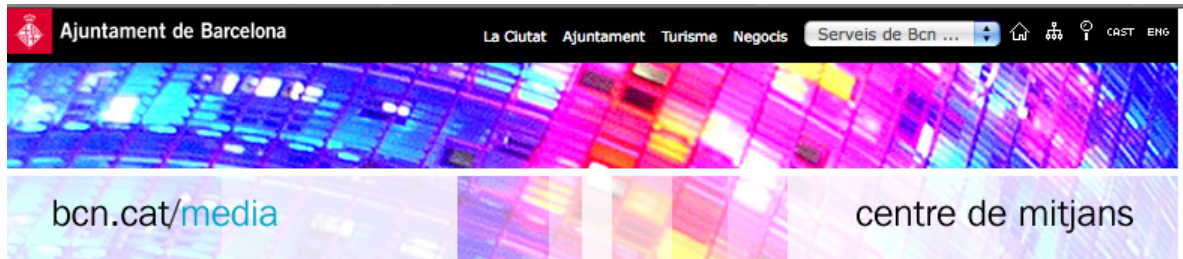 Ajuntament de Barcelona
La Ciutat Ajuntament Turisme Negocis Serveis de Bcn ... CAST ENG
bcn.cat/media
centre de mitjans